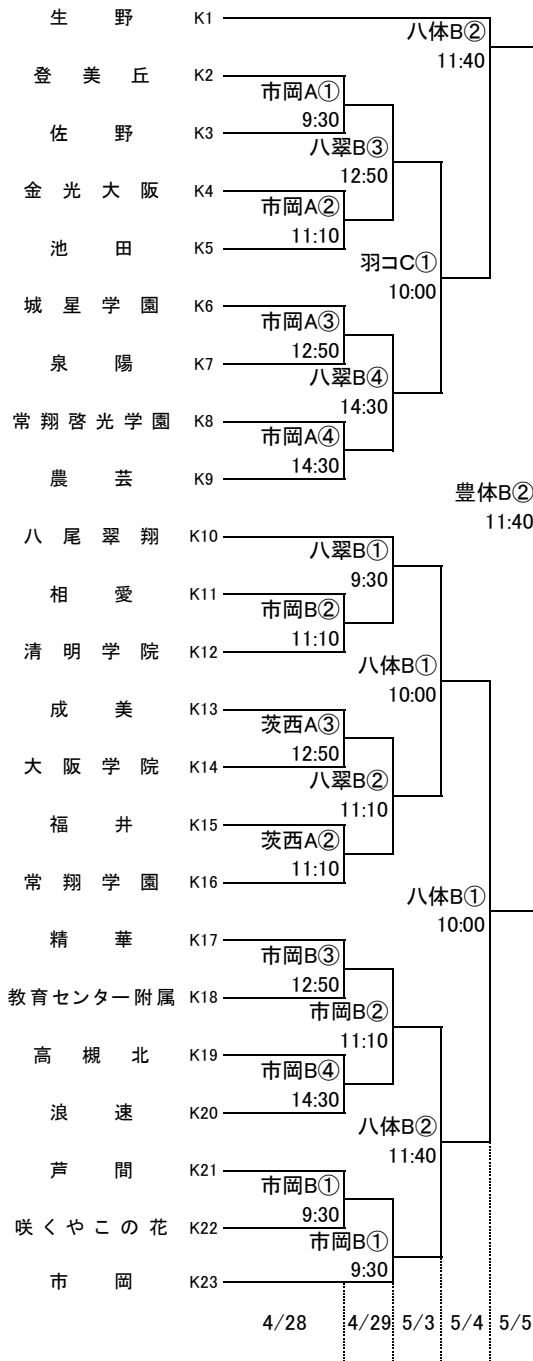 生野 K1
八体B②
11:40
登美丘 K2
市岡A①
9:30
佐野 K3
八翠B③
12:50
金光大阪 K4
市岡A②
11:10
池田 K5
羽コC①
10:00
城星学園 K6
市岡A③
12:50
泉陽 K7
八翠B④
14:30
常翔啓光学園 K8
市岡A④
14:30
農芸 K9
豊体B②
11:40
八尾翠翔 K10
八翠B①
9:30
相愛 K11
市岡B②
11:10
清明学院 K12
八体B①
10:00
成美 K13
茨西A③
12:50
大阪学院 K14
八翠B②
11:10
福井 K15
茨西A②
11:10
常翔学園 K16
八体B①
10:00
精華 K17
市岡B③
12:50
教育センター附属 K18
市岡B②
11:10
高槻北 K19
市岡B④
14:30
浪速 K20
八体B②
11:40
芦間 K21
市岡B①
9:30
咲くやこの花 K22
市岡B①
9:30
市岡 K23
4/28 4/29 5/3 5/4 5/5